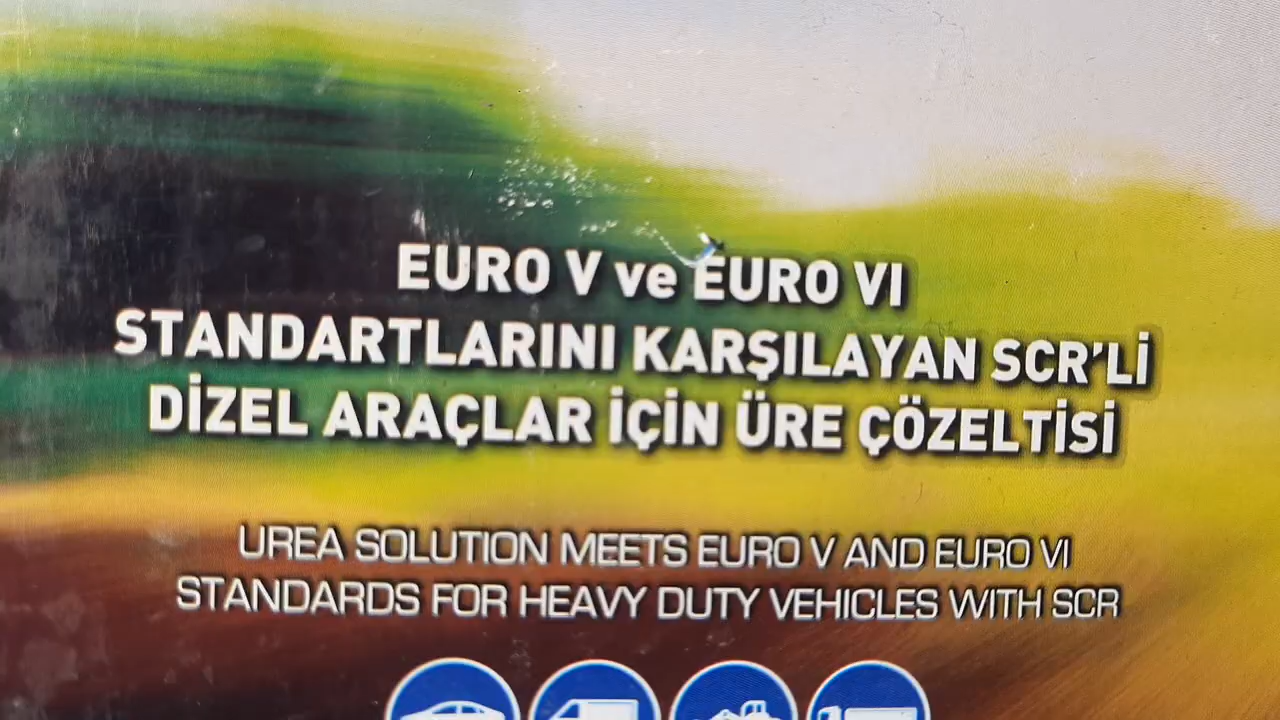 EURO V ve EURO VI
STANDARTLARINI KARŞILAYAN SCR'Lİ
DİZEL ARAÇLAR İÇİN ÜRE ÇÖZELTİSİ
UREA SOLUTION MEETS EURO V AND EURO VI
STANDARDS FOR HEAVY DUTY VEHICLES WITH SCR